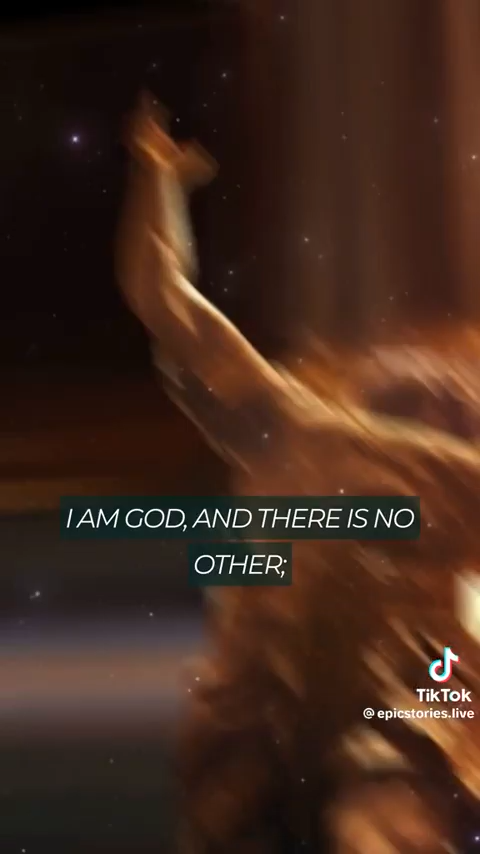 I AM GOD, AND THERE IS NO
OTHER;
TikTok
@epicstories.live